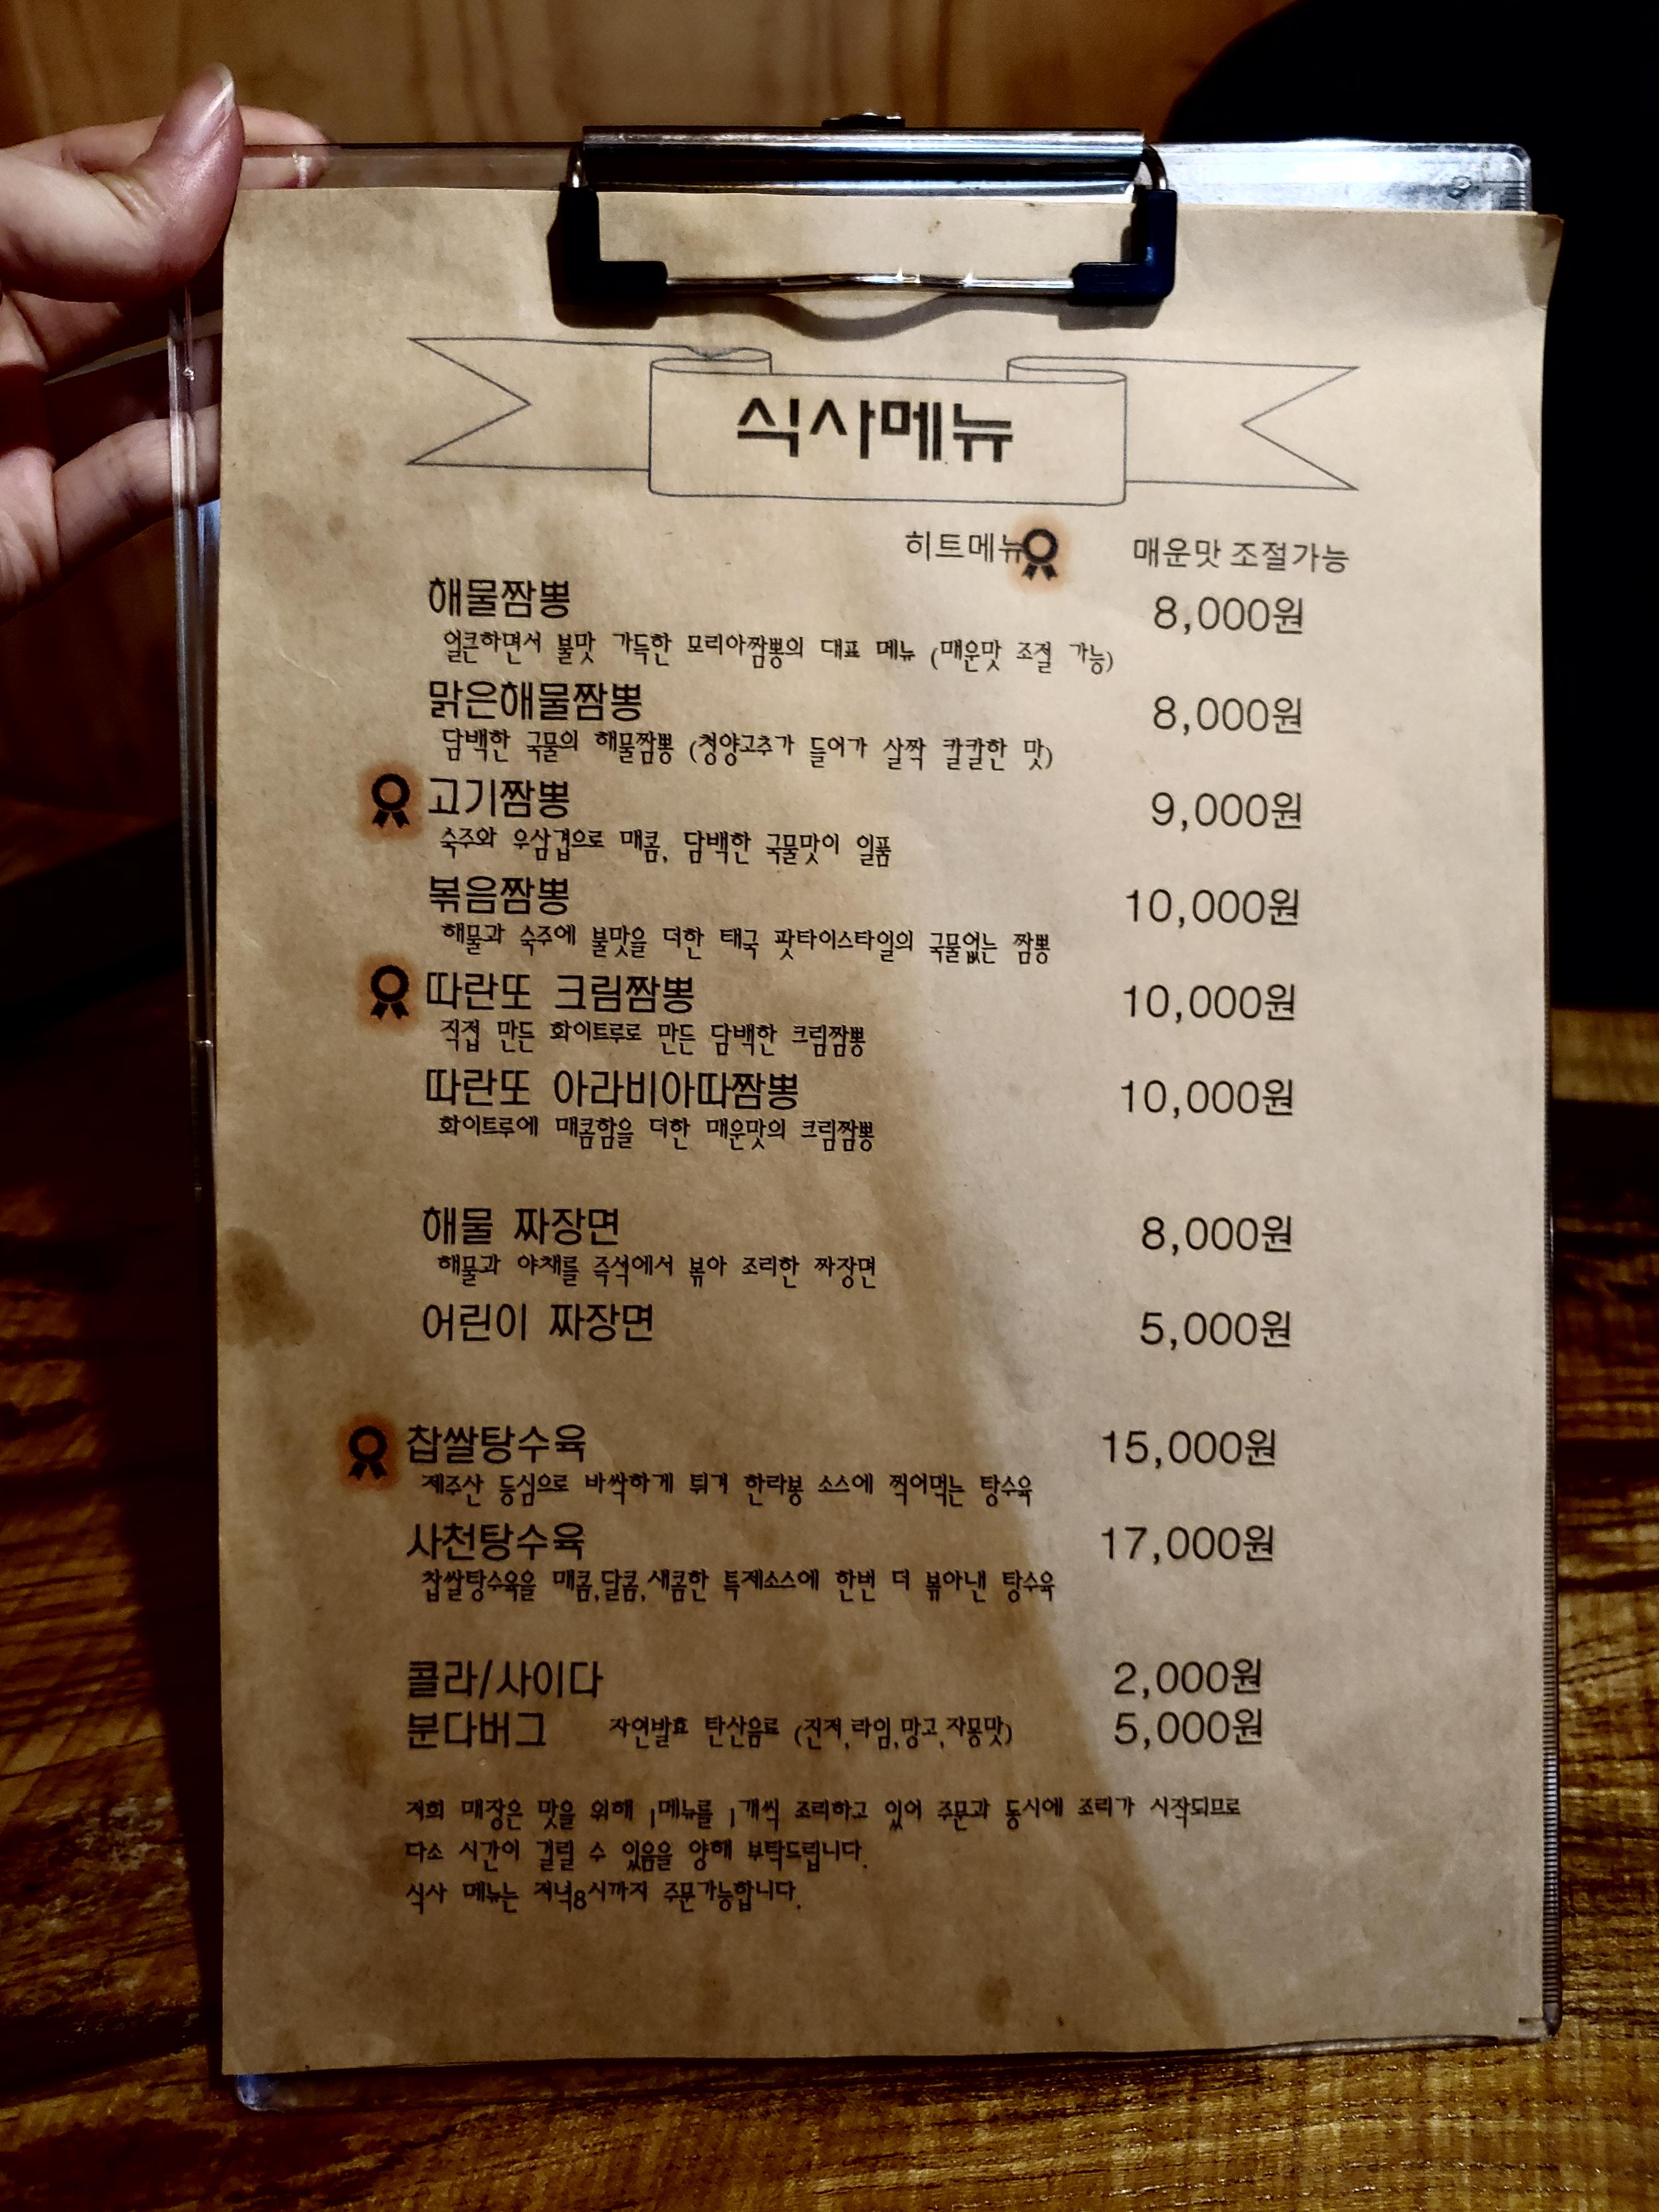 식사메뉴
히트메뉴 매운맛 조절가능
해물짬뽕 8,000원
얼큰하면서 불맛 가득한 모리아짬뽕의 대표 메뉴 (매운맛 조절 가능)
맑은해물짬뽕 8,000원
담백한 국물의 해물짬뽕 (청양고추가 들어가 살짝 칼칼한 맛)
고기짬뽕 9,000원
숙주와 우삼겹으로 매콤, 담백한 국물맛이 일품
볶음짬뽕 10,000원
해물과 숙주에 불맛을 더한 태국 팟타이스타일의 국물없는 짬뽕
따란또 크림짬뽕 10,000원
직접 만든 화이트루로 만든 담백한 크림짬뽕
따란또 아라비아따짬뽕 10,000원
화이트루에 매콤함을 더한 매운맛의 크림짬뽕
해물 짜장면 8,000원
해물과 야채를 즉석에서 볶아 조리한 짜장면
어린이 짜장면 5,000원
찹쌀탕수육 15,000원
제주산 등심으로 바싹하게 튀겨 한라봉 소스에 찍어먹는 탕수육
사천탕수육 17,000원
찹쌀탕수육을 매콤,달콤,새콤한 특제소스에 한번 더 볶아낸 탕수육
콜라/사이다 2,000원
분다버그 자연발효 탄산음료 (진저,라임,망고,자몽맛) 5,000원
저희 매장은 맛을 위해 1메뉴를 1개씩 조리하고 있어 주문과 동시에 조리가 시작되므로
다소 시간이 걸릴 수 있음을 양해 부탁드립니다.
식사 메뉴는 저녁8시까지 주문가능합니다.